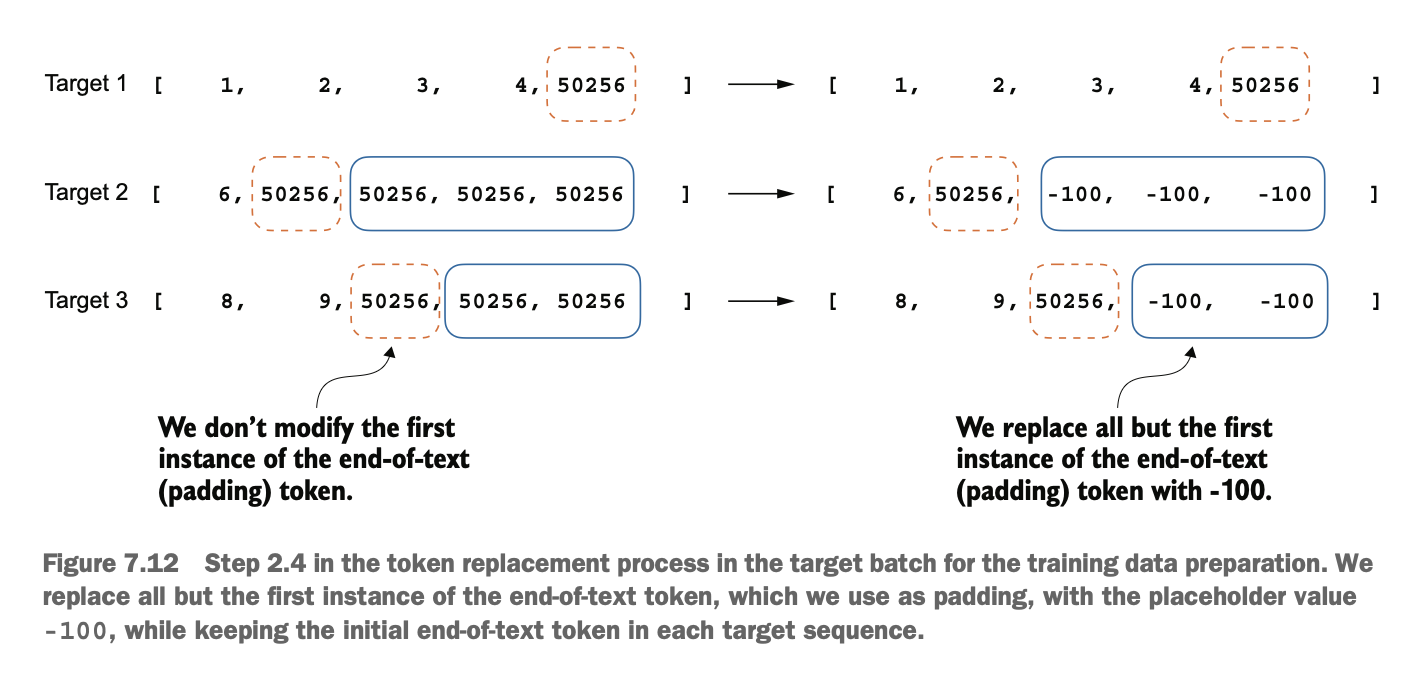 Target 1 [ 1, 2, 3, 4, 50256 ] [ 1, 2, 3, 4, 50256 ]
Target 2 [ 6, 50256, 50256, 50256, 50256 ] [ 6, 50256, -100, -100, -100 ]
Target 3 [ 8, 9, 50256, 50256, 50256 ] [ 8, 9, 50256, -100, -100 ]
We don’t modify the first
instance of the end-of-text
(padding) token.
We replace all but the first
instance of the end-of-text
(padding) token with -100.
Figure 7.12 Step 2.4 in the token replacement process in the target batch for the training data preparation. We
replace all but the first instance of the end-of-text token, which we use as padding, with the placeholder value
-100, while keeping the initial end-of-text token in each target sequence.